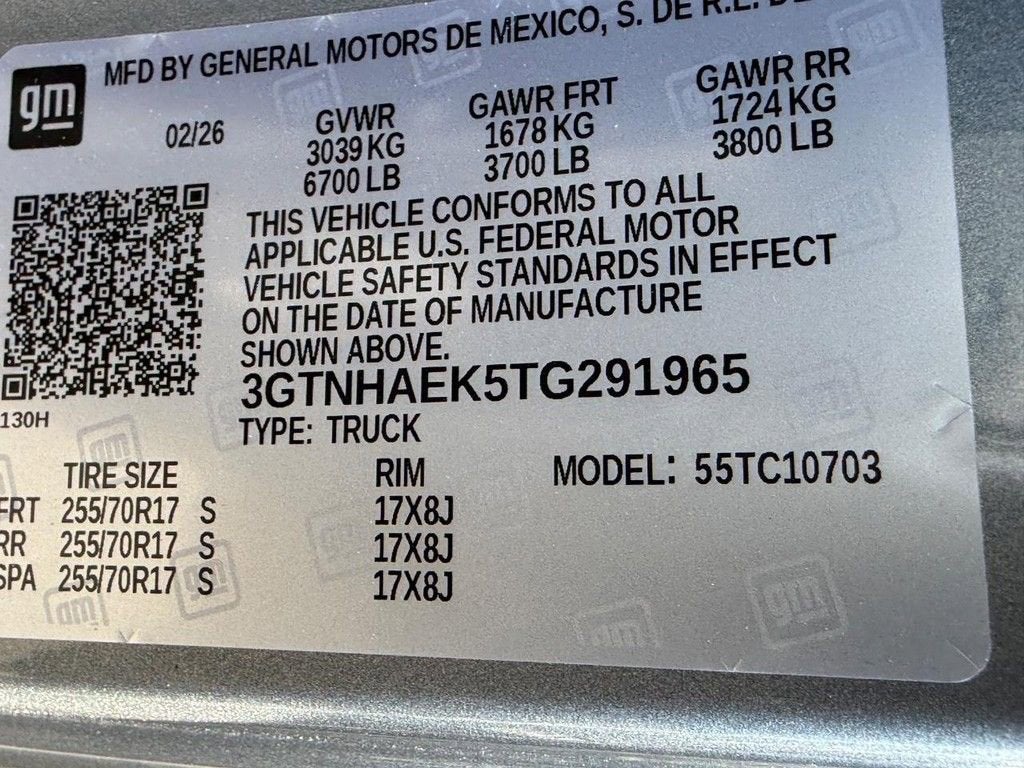 MFD BY GENERAL MOTORS DE MEXICO, S. DE R.L. DE
gm
02/26
GVWR GAWR FRT GAWR RR
3039 KG 1678 KG 1724 KG
6700 LB 3700 LB 3800 LB
THIS VEHICLE CONFORMS TO ALL
APPLICABLE U.S. FEDERAL MOTOR
VEHICLE SAFETY STANDARDS IN EFFECT
ON THE DATE OF MANUFACTURE
SHOWN ABOVE.
3GTNHAEK5TG291965
130H
TYPE: TRUCK
TIRE SIZE RIM MODEL: 55TC10703
FRT 255/70R17 S 17X8J
RR 255/70R17 S 17X8J
SPA 255/70R17 S 17X8J